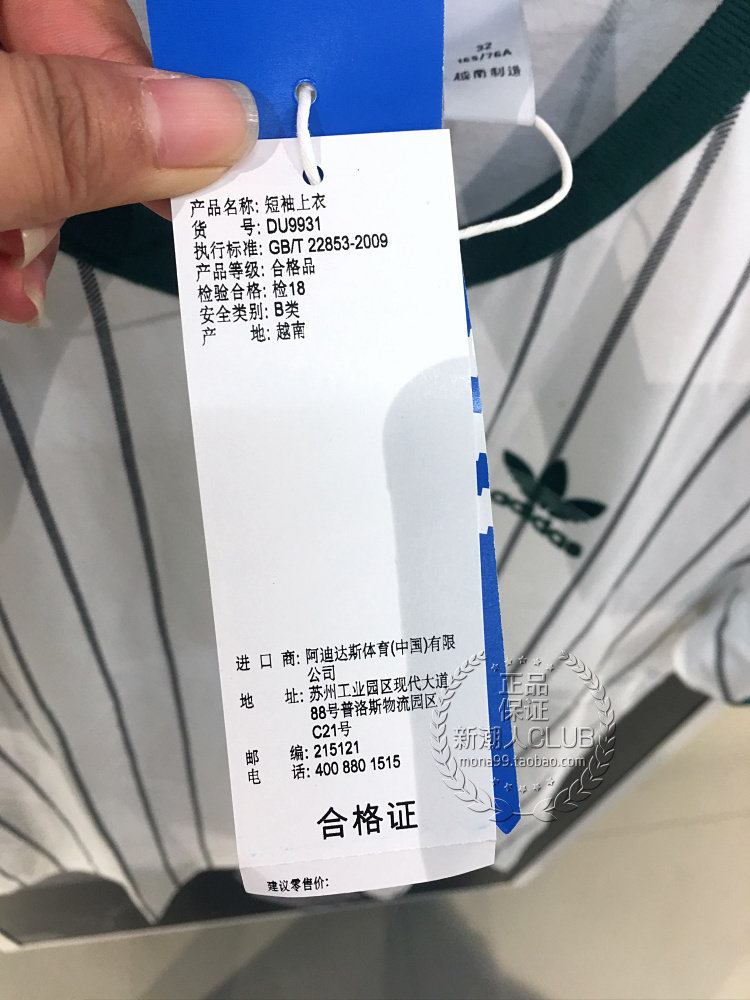 32
165/76A
越南制造
产品名称: 短袖上衣
货 号: DU9931
执行标准: GB/T 22853-2009
产品等级: 合格品
检验合格: 检18
安全类别: B类
产 地: 越南
adidas
进 口 商: 阿迪达斯体育(中国)有限
公司
地 址: 苏州工业园区现代大道
88号普洛斯物流园区
C21号
邮 编: 215121
电 话: 400 880 1515
合格证
建议零售价:
正品
保证
新潮人CLUB
mona99.taobao.com